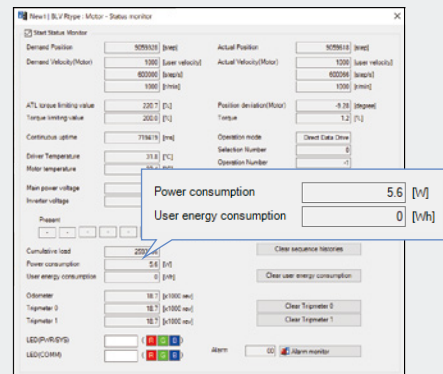 New1 | BLV Rtype : Motor - Status monitor
Start Status Monitor
Demand Position 5059528 [step] Actual Position [step]
Demand Velocity(Motor) 1000 [user velocity] Actual Velocity(Motor) 1000 [user velocity]
600000 [step/s] 600066 [step/s]
1000 [r/min] 1000 [r/min]
ATL torque limiting value 220.7 [%] Position deviation(Motor) -9.28 [degree]
Torque limiting value 200.0 [%] Torque 1.2 [%]
Continuous uptime [ms] Operation mode Direct Data Drive
Selection Number 0
Driver Temperature 31.8 [°C] Operation Number -1
Motor temperature
Main power voltage
Inverter voltage
Power consumption 5.6 [W]
User energy consumption 0 [Wh]
Present
Cumulative load
Clear sequence histories
Power consumption 5.6 [W]
User energy consumption 0 [Wh] Clear user energy consumption
Odometer 18.7 [x1000 rev]
Tripmeter 0 18.7 [x1000 rev] Clear Tripmeter 0
Tripmeter 1 18.7 [x1000 rev] Clear Tripmeter 1
LED(PWR/SYS) ( R G B )
LED(COMM) ( R G B ) Alarm 00 Alarm monitor